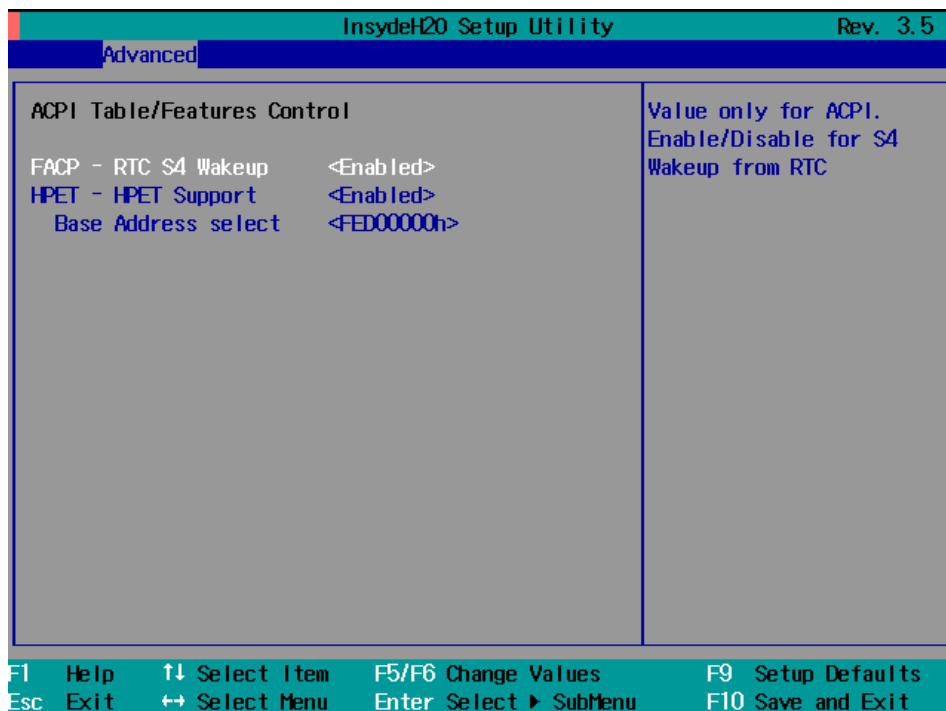 InsydeH20 Setup Utility Rev. 3.5
Advanced
ACPI Table/Features Control
FACP - RTC S4 Wakeup <Enabled>
HPET - HPET Support <Enabled>
Base Address select <FED00000h>
Value only for ACPI.
Enable/Disable for S4
Wakeup from RTC
F1 Help ↑↓ Select Item F5/F6 Change Values F9 Setup Defaults
Esc Exit ↔ Select Menu Enter Select ▶ SubMenu F10 Save and Exit